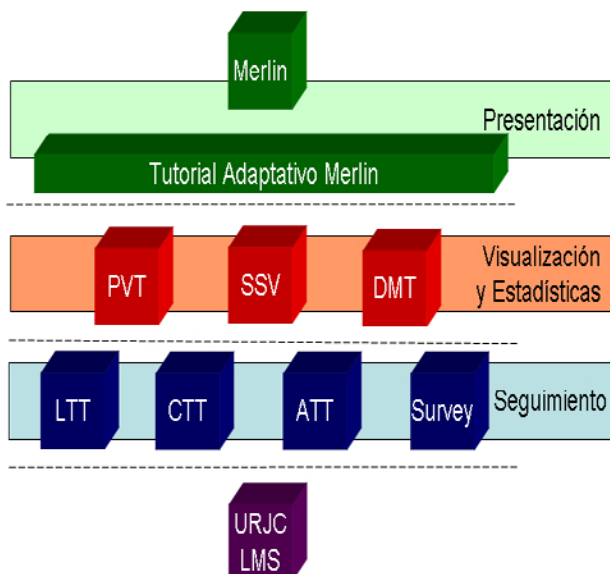 Merlin
Presentación
Tutorial Adaptativo Merlin
Visualización
y Estadísticas
PVT
SSV
DMT
LTT
CTT
ATT
Survey
Seguimiento
URJC
LMS